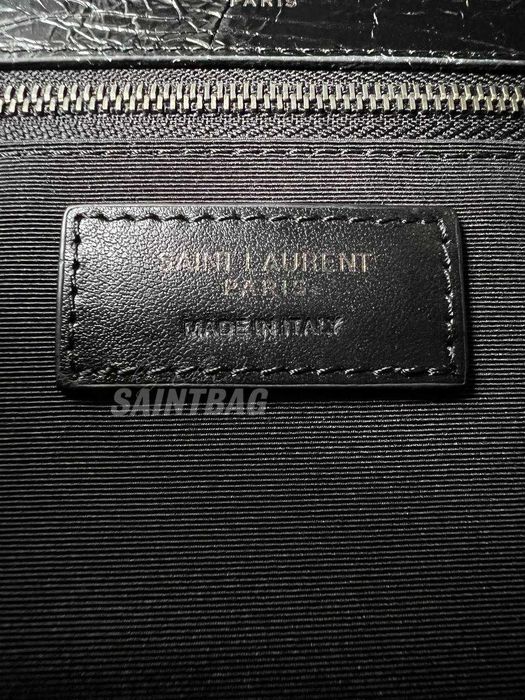 PARIS
SAINT LAURENT
PARIS
MADE IN ITALY
SAINTBAG